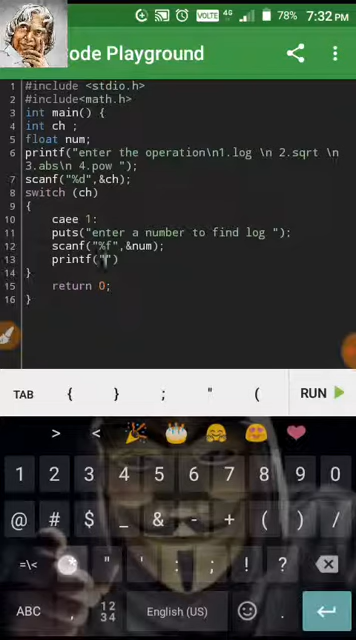 VOLTE 4G 78% 7:32 PM
ode Playground
1 #include <stdio.h>
2 #include<math.h>
3 int main() {
4 int ch ;
5 float num;
6 printf("enter the operation\n1.log \n 2.sqrt \n
3.abs\n 4.pow ");
7 scanf("%d",&ch);
8 switch (ch)
9 {
10 caee 1:
11 puts("enter a number to find log ");
12 scanf("%f",&num);
13 printf("")
14 }
15 return 0;
16 }
TAB { } ; " ( RUN
> <
1 2 3 4 5 6 7 8 9 0
@ # $ _ & - + ( ) /
=\< " ' : ; ! ?
ABC , 12 34 English (US) .